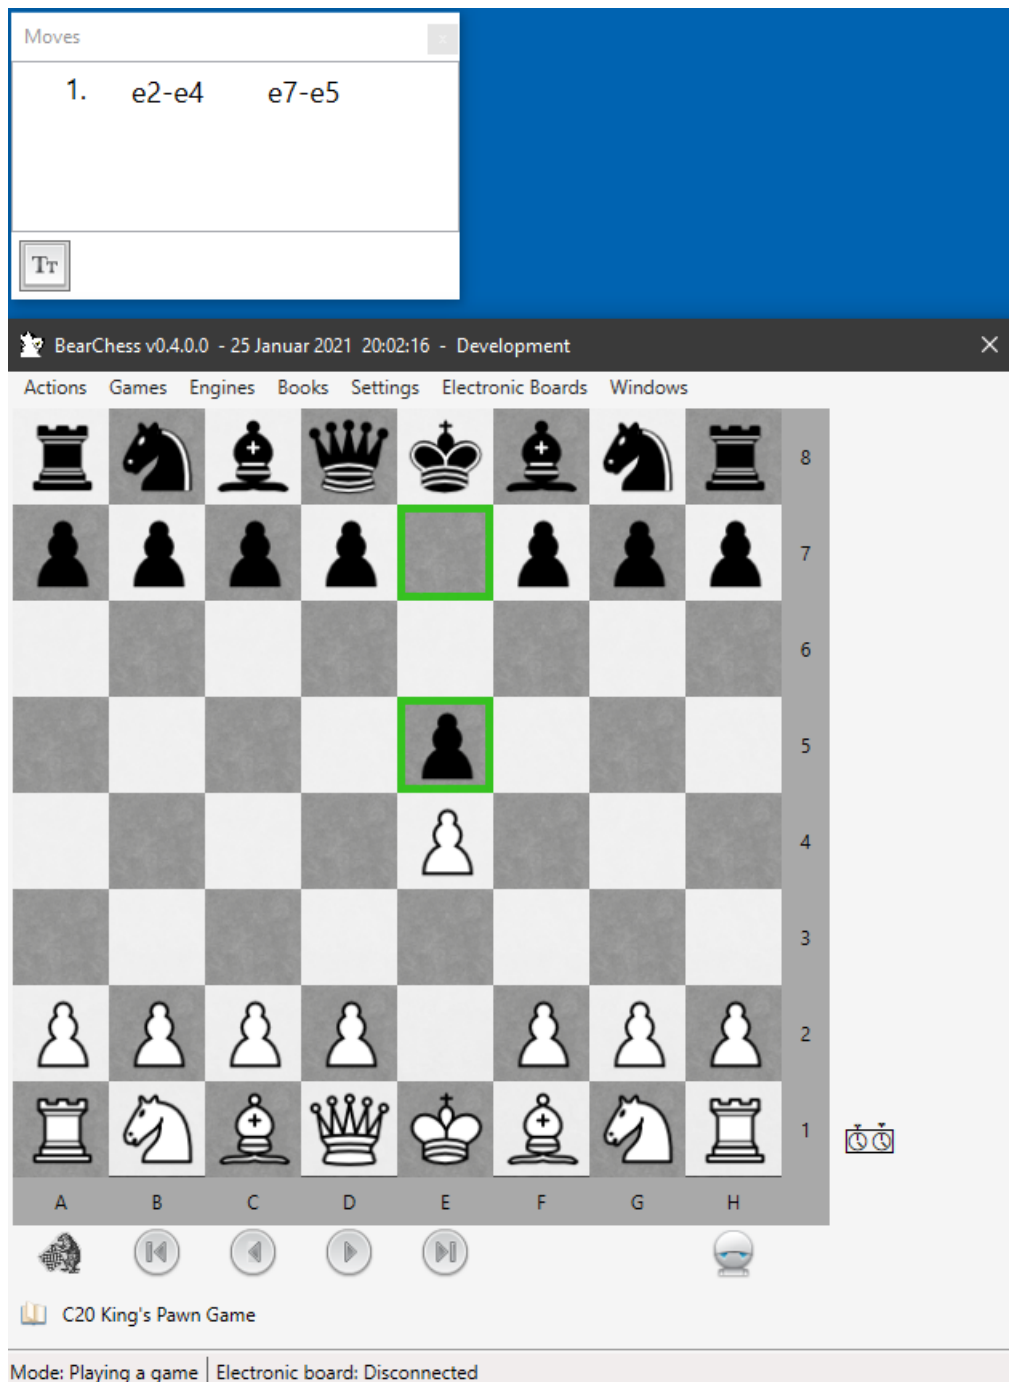 Moves
1. e2-e4 e7-e5
TT
BearChess v0.4.0.0 - 25 Januar 2021 20:02:16 - Development
Actions Games Engines Books Settings Electronic Boards Windows
8
7
6
5
4
3
2
1
A B C D E F G H
C20 King's Pawn Game
Mode: Playing a game Electronic board: Disconnected